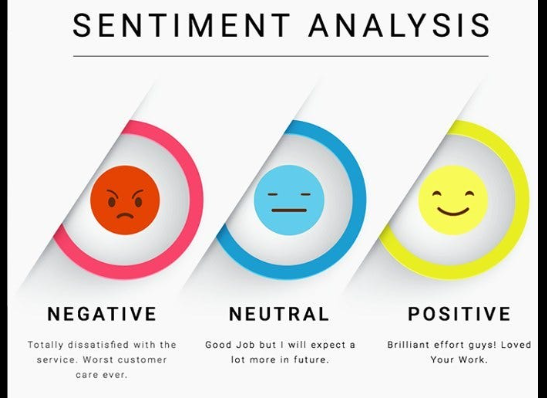 SENTIMENT ANALYSIS
NEGATIVE
Totally dissatisfied with the
service. Worst customer
care ever.
NEUTRAL
Good Job but I will expect a
lot more in future.
POSITIVE
Brilliant effort guys! Loved
Your Work.